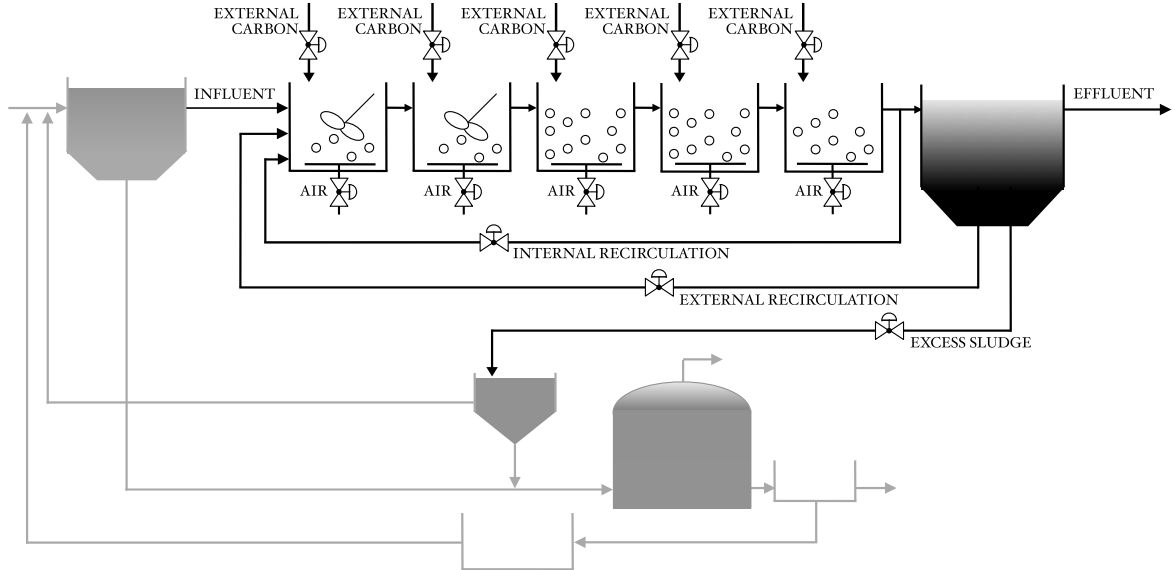 EXTERNAL
CARBON
EXTERNAL
CARBON
EXTERNAL
CARBON
EXTERNAL
CARBON
EXTERNAL
CARBON
INFLUENT
EFFLUENT
AIR
AIR
AIR
AIR
AIR
INTERNAL RECIRCULATION
EXTERNAL RECIRCULATION
EXCESS SLUDGE